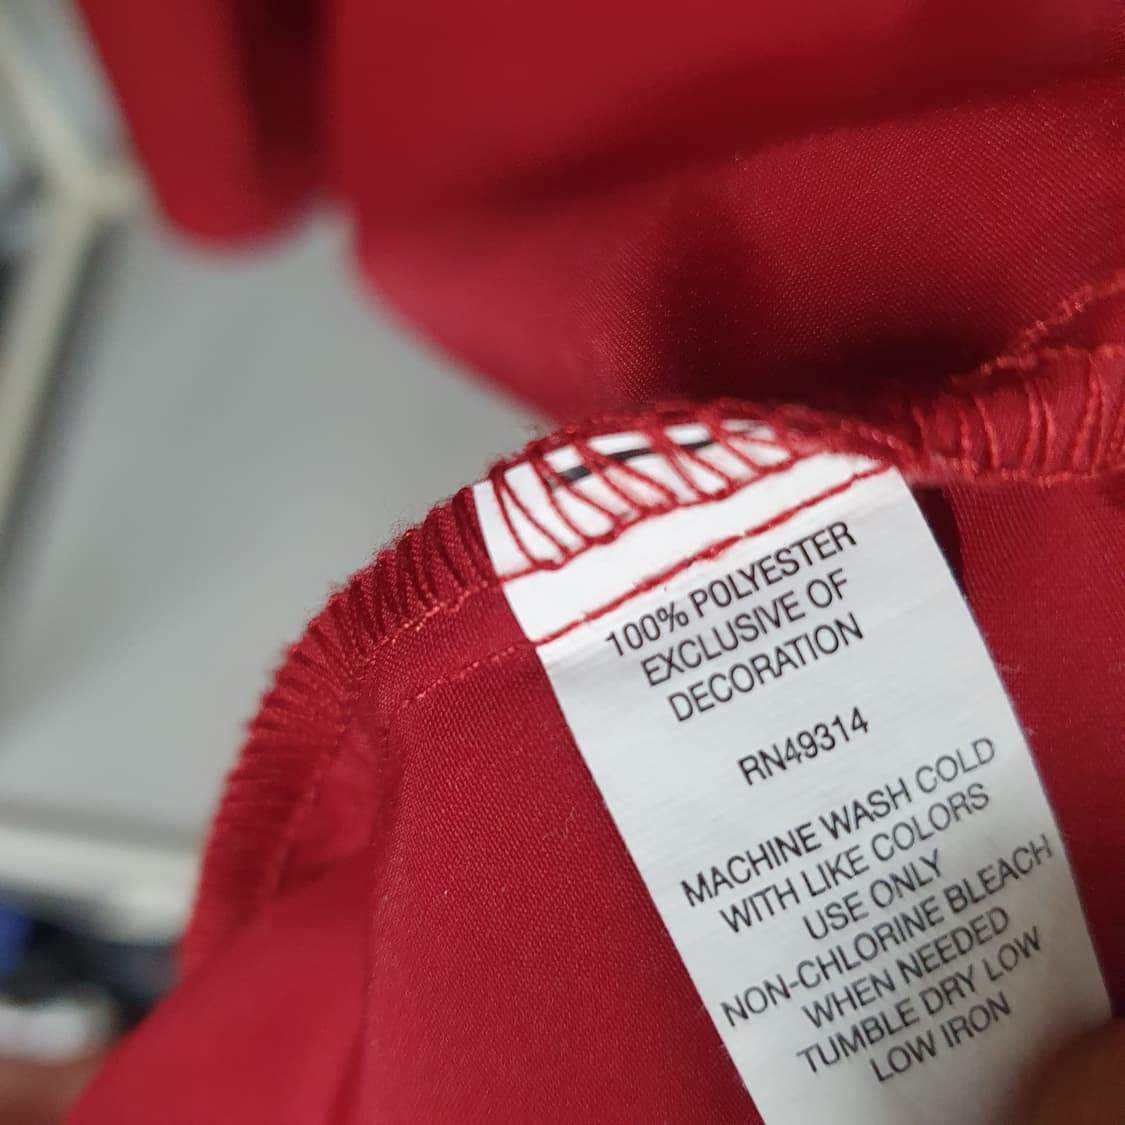 100% POLYESTER
EXCLUSIVE OF
DECORATION
RN49314
MACHINE WASH COLD
WITH LIKE COLORS
USE ONLY
NON-CHLORINE BLEACH
WHEN NEEDED
TUMBLE DRY LOW
LOW IRON